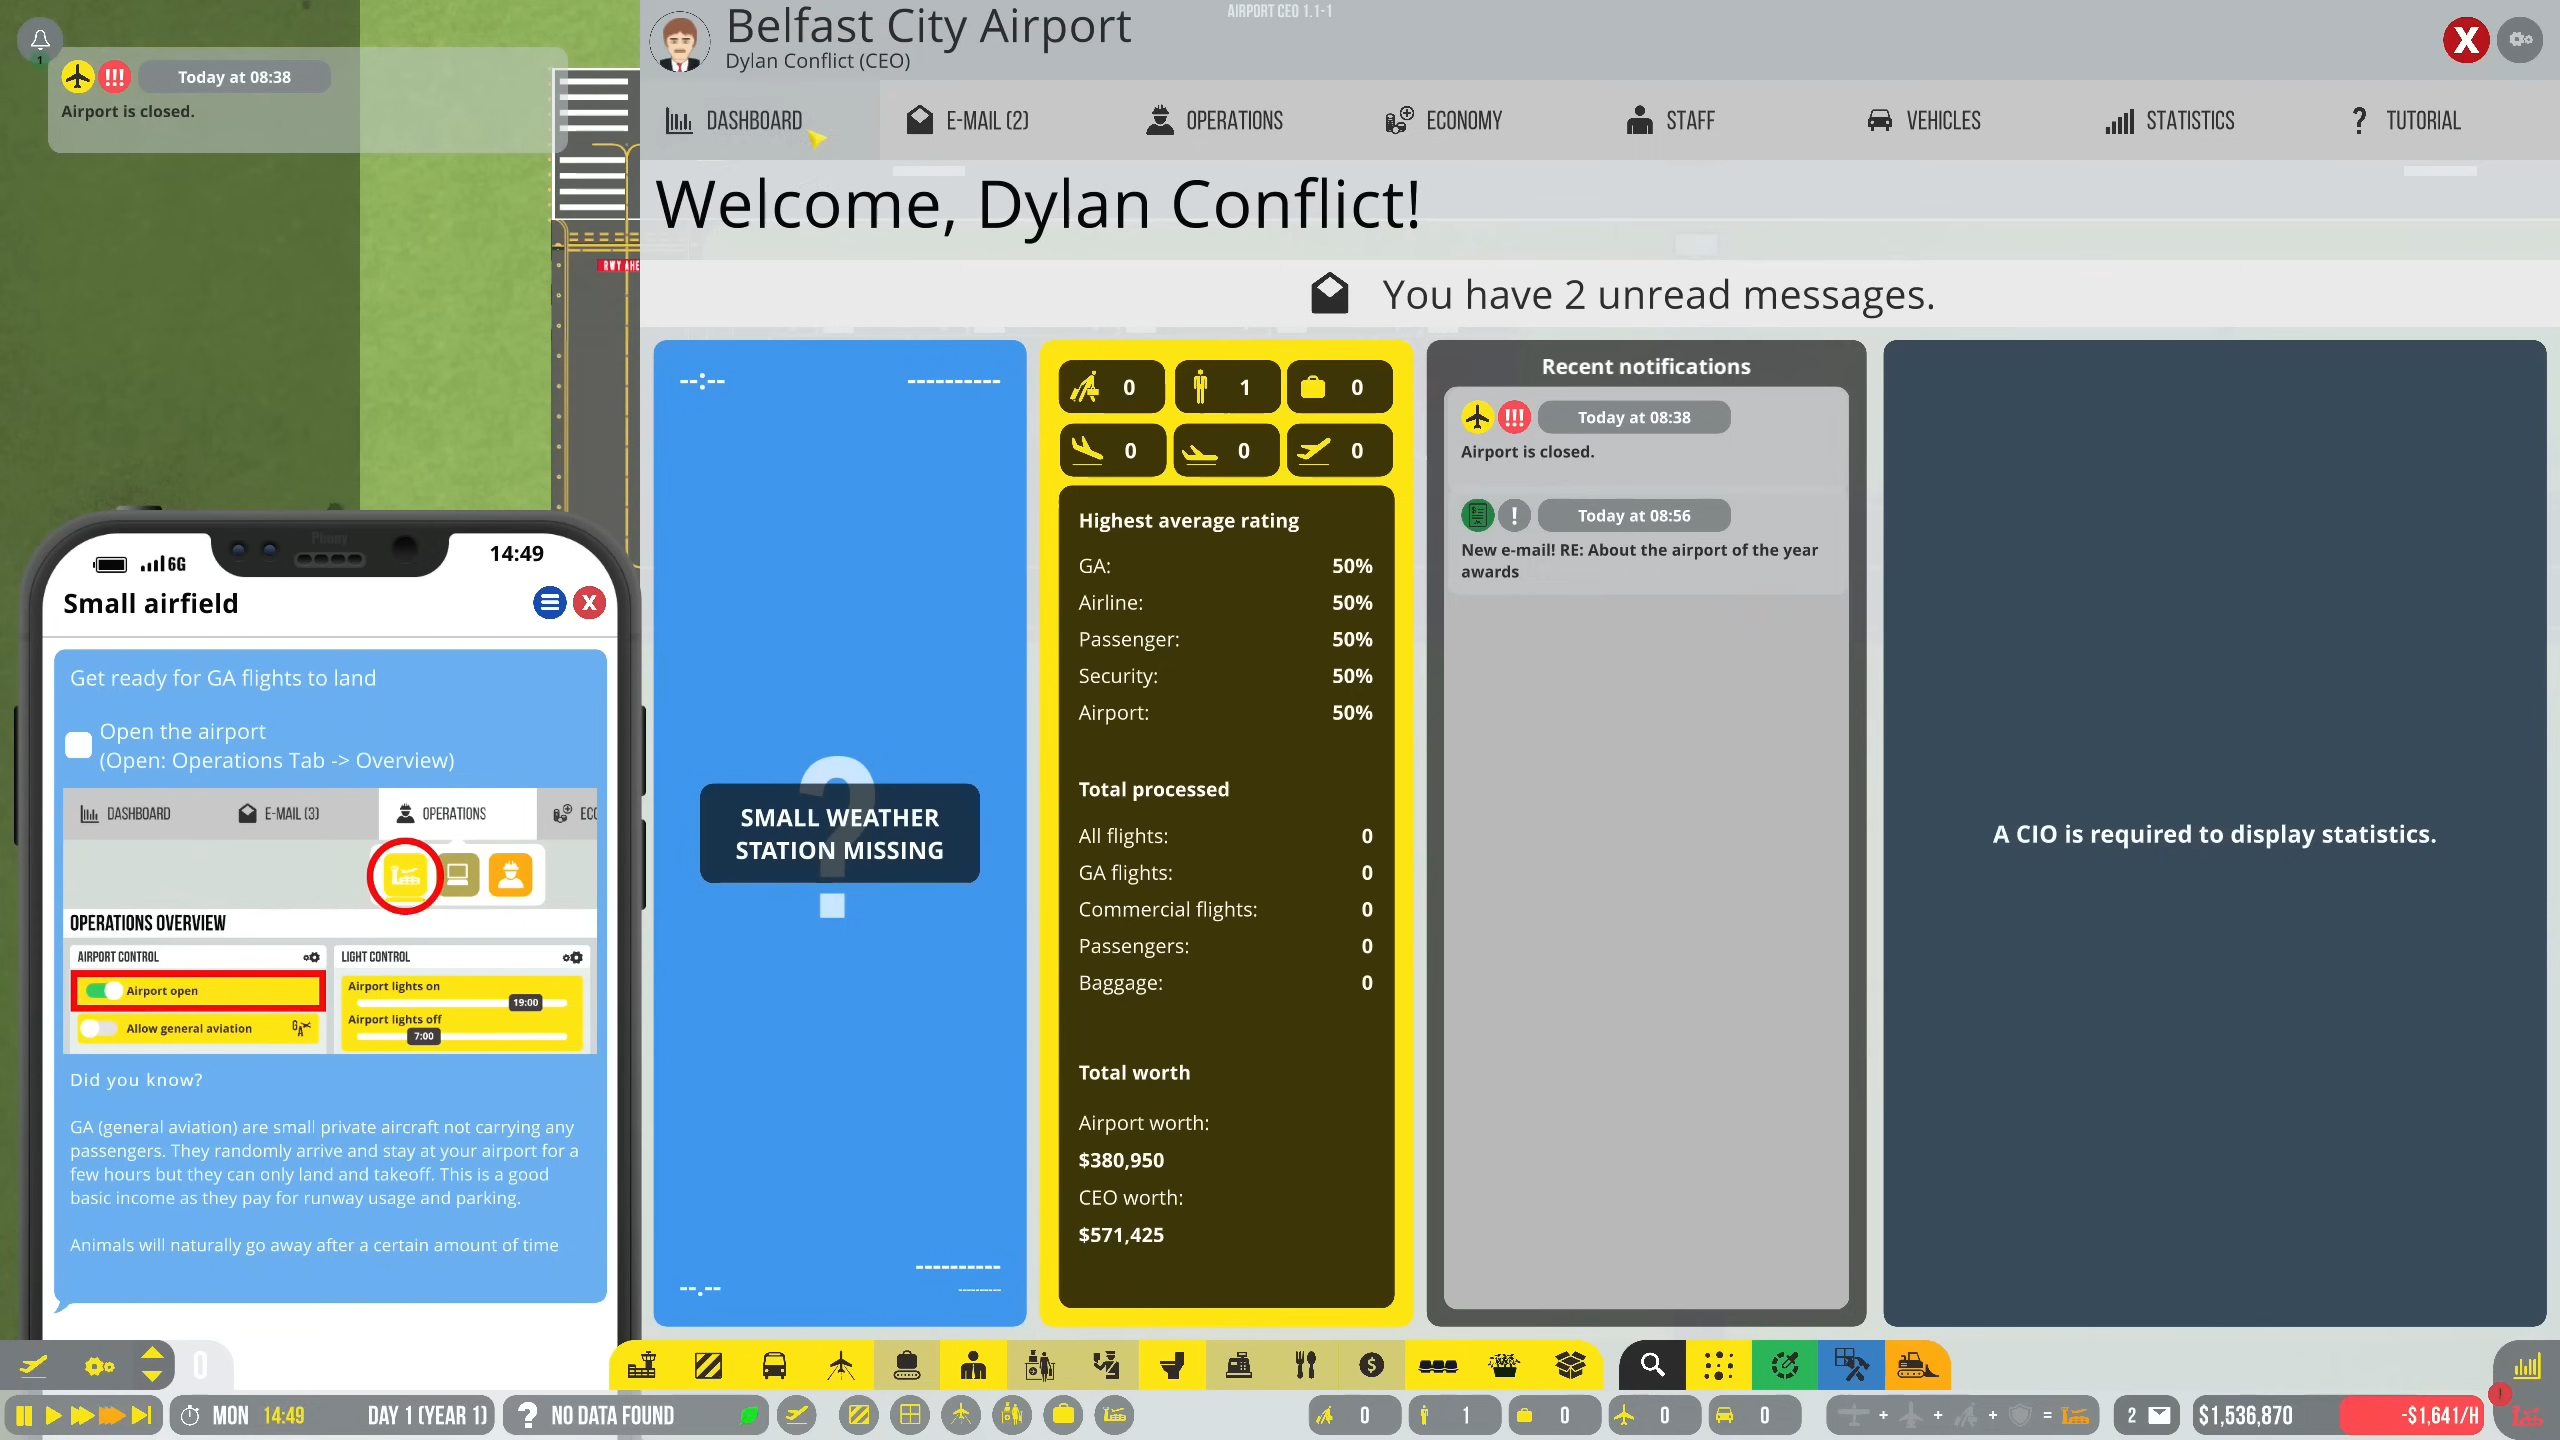 AIRPORT CEO 1.1-1
Belfast City Airport
Dylan Conflict (CEO)
X
1
!!! Today at 08:38
Airport is closed.
DASHBOARD
E-MAIL (2)
OPERATIONS
ECONOMY
STAFF
VEHICLES
STATISTICS
? TUTORIAL
Welcome, Dylan Conflict!
RWY AHE
You have 2 unread messages.
--:--
----------
?
SMALL WEATHER
STATION MISSING
----------
--.--
----------
0 1 0
0 0 0
Highest average rating
GA: 50%
Airline: 50%
Passenger: 50%
Security: 50%
Airport: 50%
Total processed
All flights: 0
GA flights: 0
Commercial flights: 0
Passengers: 0
Baggage: 0
Total worth
Airport worth:
$380,950
CEO worth:
$571,425
Recent notifications
!!! Today at 08:38
Airport is closed.
! Today at 08:56
New e-mail! RE: About the airport of the year
awards
A CIO is required to display statistics.
Phony
6G
14:49
Small airfield
X
Get ready for GA flights to land
Open the airport
(Open: Operations Tab -> Overview)
DASHBOARD
E-MAIL (3)
OPERATIONS
ECO
OPERATIONS OVERVIEW
AIRPORT CONTROL
LIGHT CONTROL
Airport open
Allow general aviation
GA
Airport lights on
19:00
Airport lights off
7:00
Did you know?
GA (general aviation) are small private aircraft not carrying any
passengers. They randomly arrive and stay at your airport for a
few hours but they can only land and takeoff. This is a good
basic income as they pay for runway usage and parking.
Animals will naturally go away after a certain amount of time
0
$
MON 14:49 DAY 1 (YEAR 1)
? NO DATA FOUND
0 1 0 0 0
+ + + =
2
$1,536,870
-$1,641/H
!